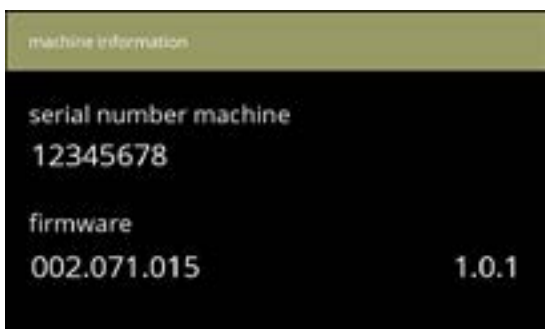 machine information
serial number machine
12345678
firmware
002.071.015 1.0.1